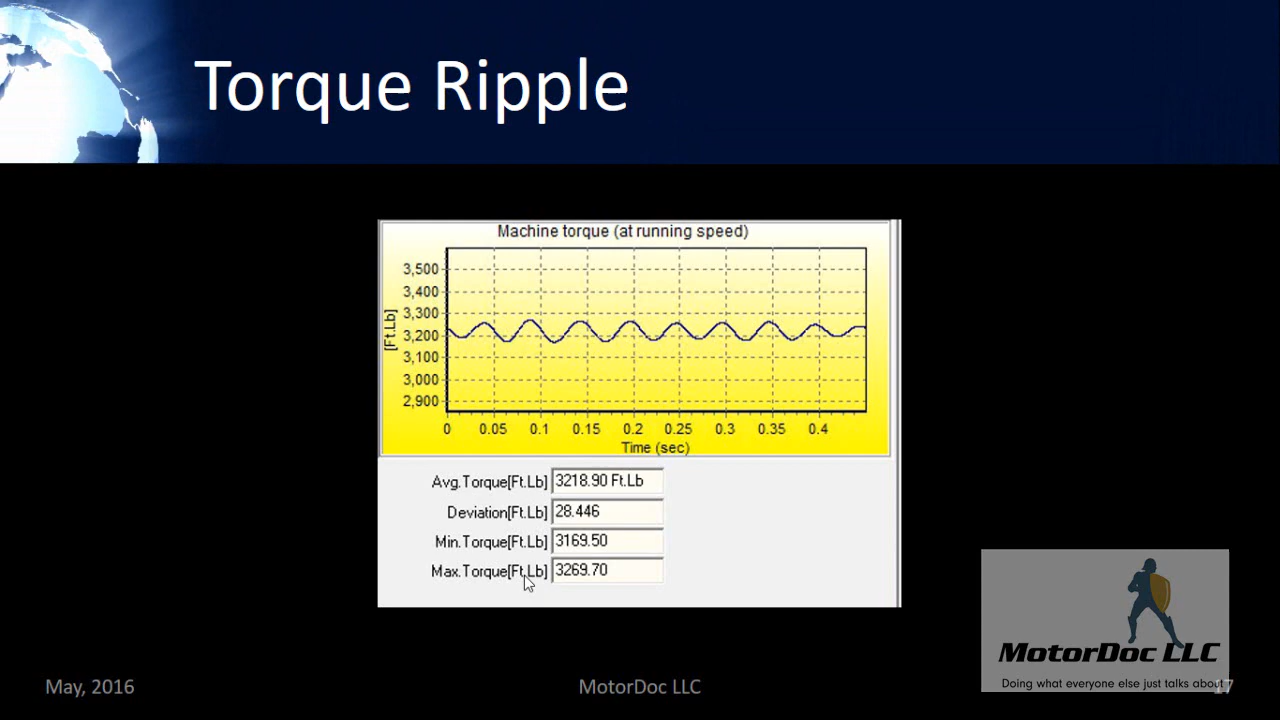 Torque Ripple
Machine torque (at running speed)
[Ft.Lb]
3,500
3,400
3,300
3,200
3,100
3,000
2,900
0 0.05 0.1 0.15 0.2 0.25 0.3 0.35 0.4
Time (sec)
Avg.Torque[Ft.Lb] 3218.90 Ft.Lb
Deviation[Ft.Lb] 28.446
Min.Torque[Ft.Lb] 3169.50
Max.Torque[Ft.Lb] 3269.70
MotorDoc LLC
Doing what everyone else just talks about
May, 2016
MotorDoc LLC
17